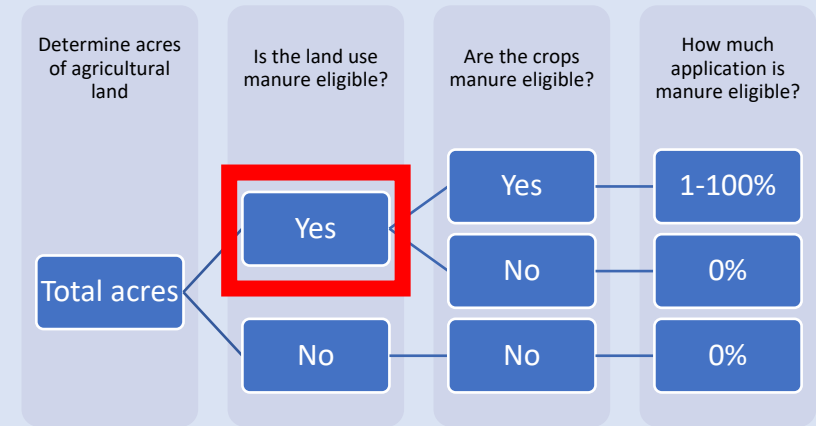 Determine acres
of agricultural
land
Is the land use
manure eligible?
Are the crops
manure eligible?
How much
application is
manure eligible?
Total acres
Yes
No
Yes
No
No
1-100%
0%
0%